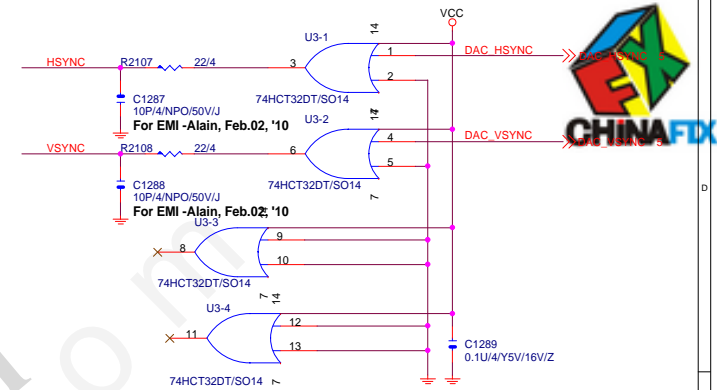 VCC
U3-1
14
HSYNC
R2107
22/4
3
1
DAC_HSYNC
2
C1287
10P/4/NPO/50V/J
For EMI -Alain, Feb.02, '10
74HCT32DT/SO14
U3-2
14
VSYNC
R2108
22/4
6
4
DAC_VSYNC
5
CHINAFIX
D
C1288
10P/4/NPO/50V/J
For EMI -Alain, Feb.02, '10
74HCT32DT/SO14
7
U3-3
8
9
10
74HCT32DT/SO14
7
14
U3-4
11
12
13
C1289
0.1U/4/Y5V/16V/Z
74HCT32DT/SO14
7